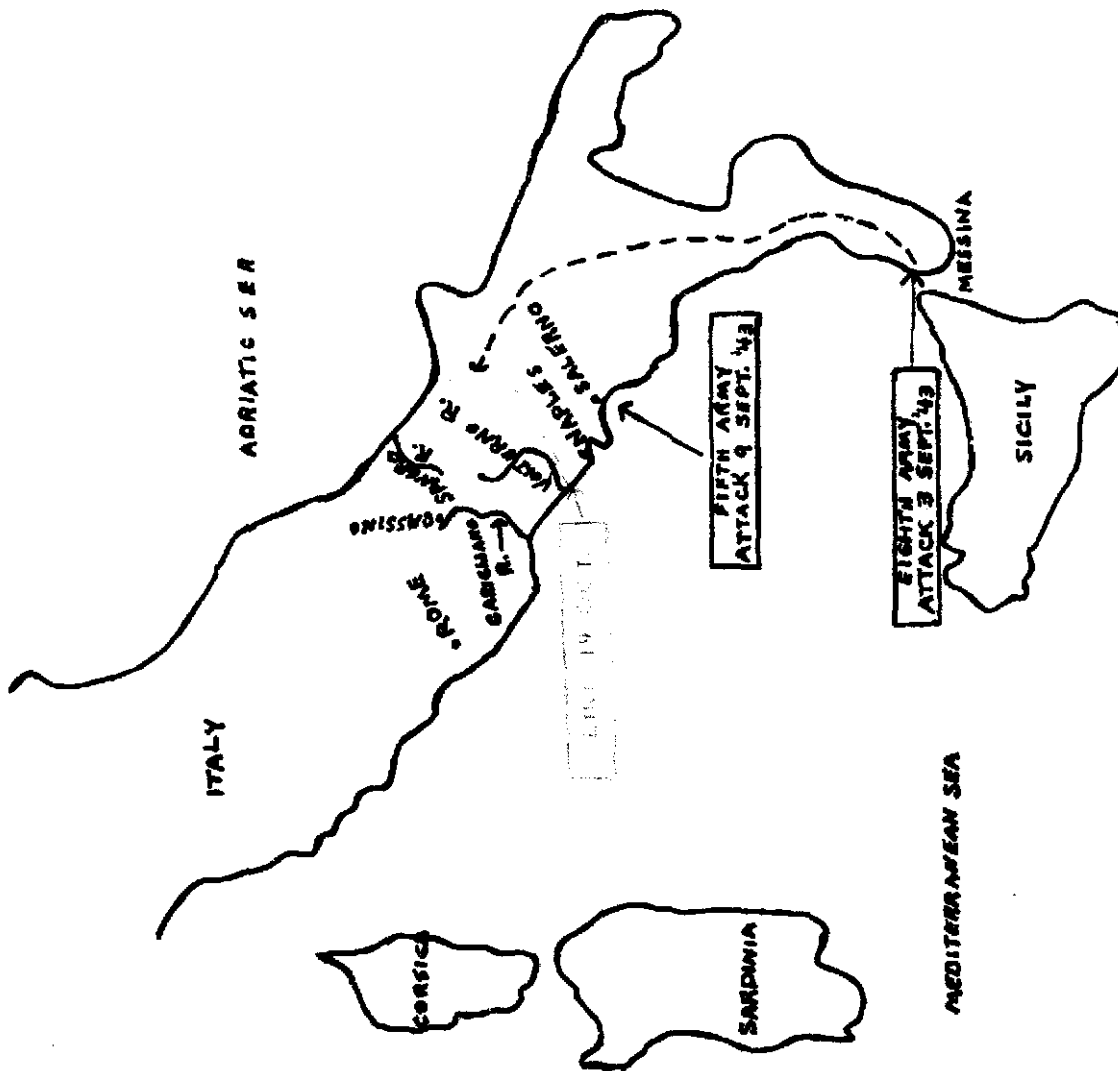 ADRIATIC SEA
ITALY
ROME
CASSINO
GARIGLIANO
R.
SANGRO
R.
VOLTURNO R.
NAPLES
SALERNO
FIFTH ARMY
ATTACK 9 SEPT. '43
EIGHTH ARMY
ATTACK 3 SEPT. '43
MESSINA
SICILY
CORSICA
SARDINIA
MEDITERRANEAN SEA